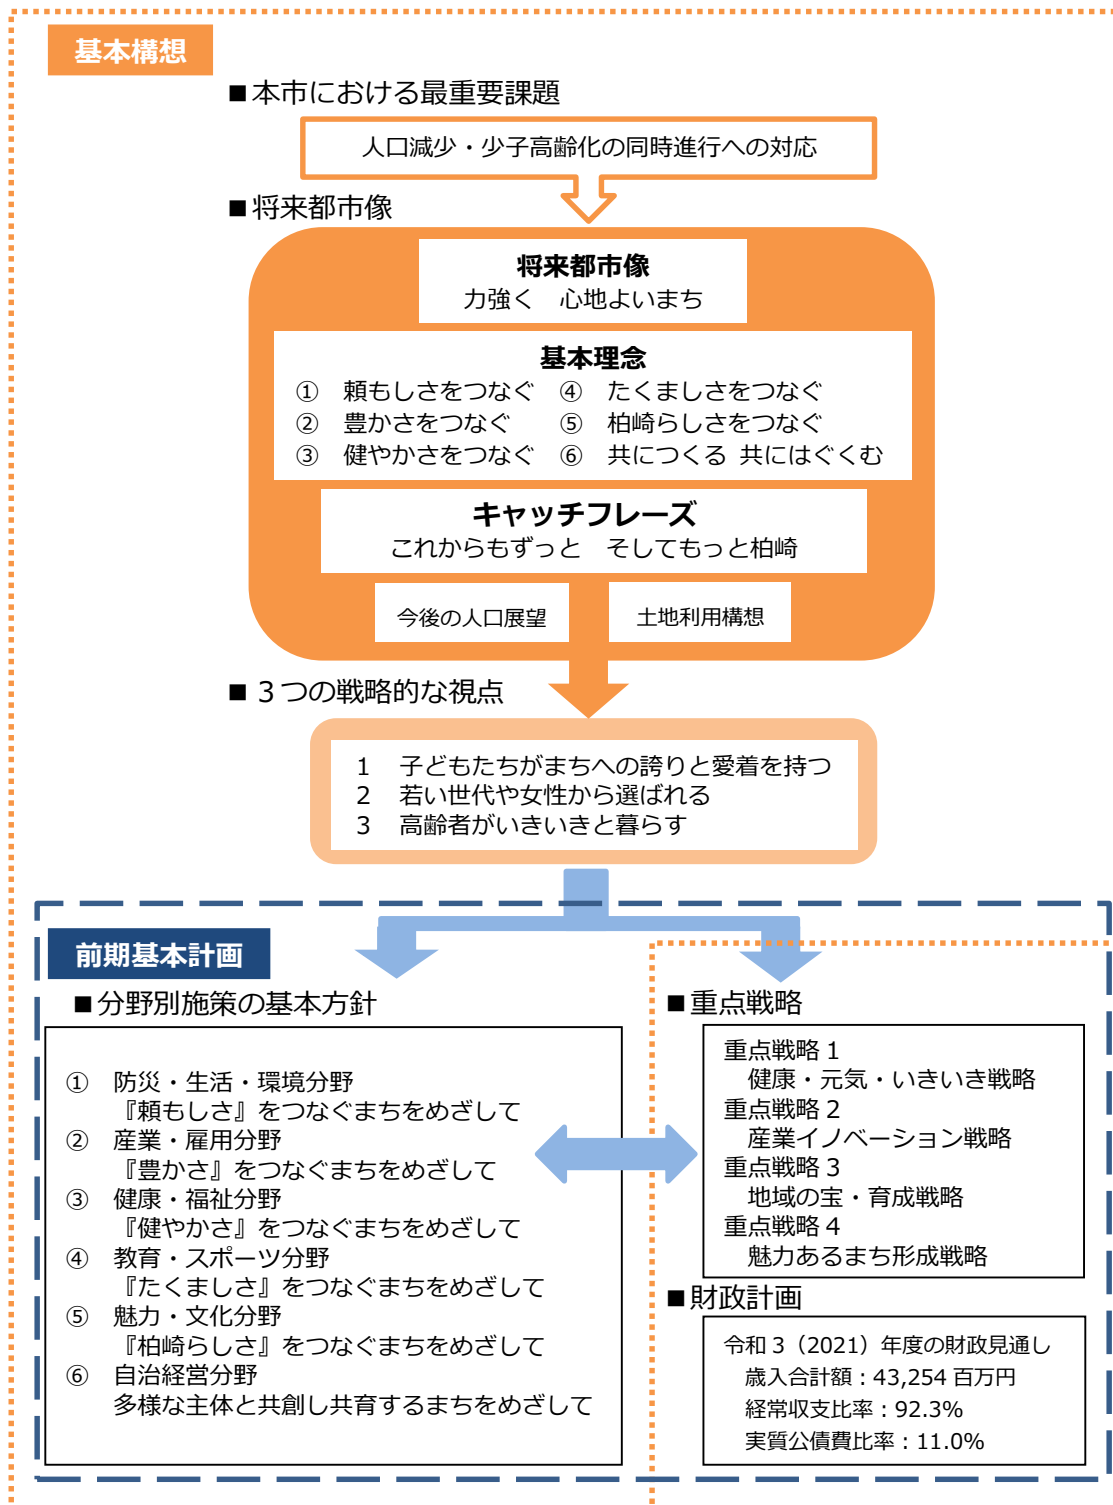 基本構想
■本市における最重要課題
人口減少・少子高齢化の同時進行への対応
■将来都市像
将来都市像
力強く　心地よいまち
基本理念
①　頼もしさをつなぐ　④　たくましさをつなぐ
②　豊かさをつなぐ　⑤　柏崎らしさをつなぐ
③　健やかさをつなぐ　⑥　共につくる 共にはぐくむ
キャッチフレーズ
これからもずっと　そしてもっと柏崎
今後の人口展望　土地利用構想
■３つの戦略的な視点
1　子どもたちがまちへの誇りと愛着を持つ
2　若い世代や女性から選ばれる
3　高齢者がいきいきと暮らす
前期基本計画
■分野別施策の基本方針
①　防災・生活・環境分野
『頼もしさ』をつなぐまちをめざして
②　産業・雇用分野
『豊かさ』をつなぐまちをめざして
③　健康・福祉分野
『健やかさ』をつなぐまちをめざして
④　教育・スポーツ分野
『たくましさ』をつなぐまちをめざして
⑤　魅力・文化分野
『柏崎らしさ』をつなぐまちをめざして
⑥　自治経営分野
多様な主体と共創し共育するまちをめざして
■重点戦略
重点戦略１
健康・元気・いきいき戦略
重点戦略２
産業イノベーション戦略
重点戦略３
地域の宝・育成戦略
重点戦略４
魅力あるまち形成戦略
■財政計画
令和３（2021）年度の財政見通し
歳入合計額：43,254 百万円
経常収支比率：92.3%
実質公債費比率：11.0%